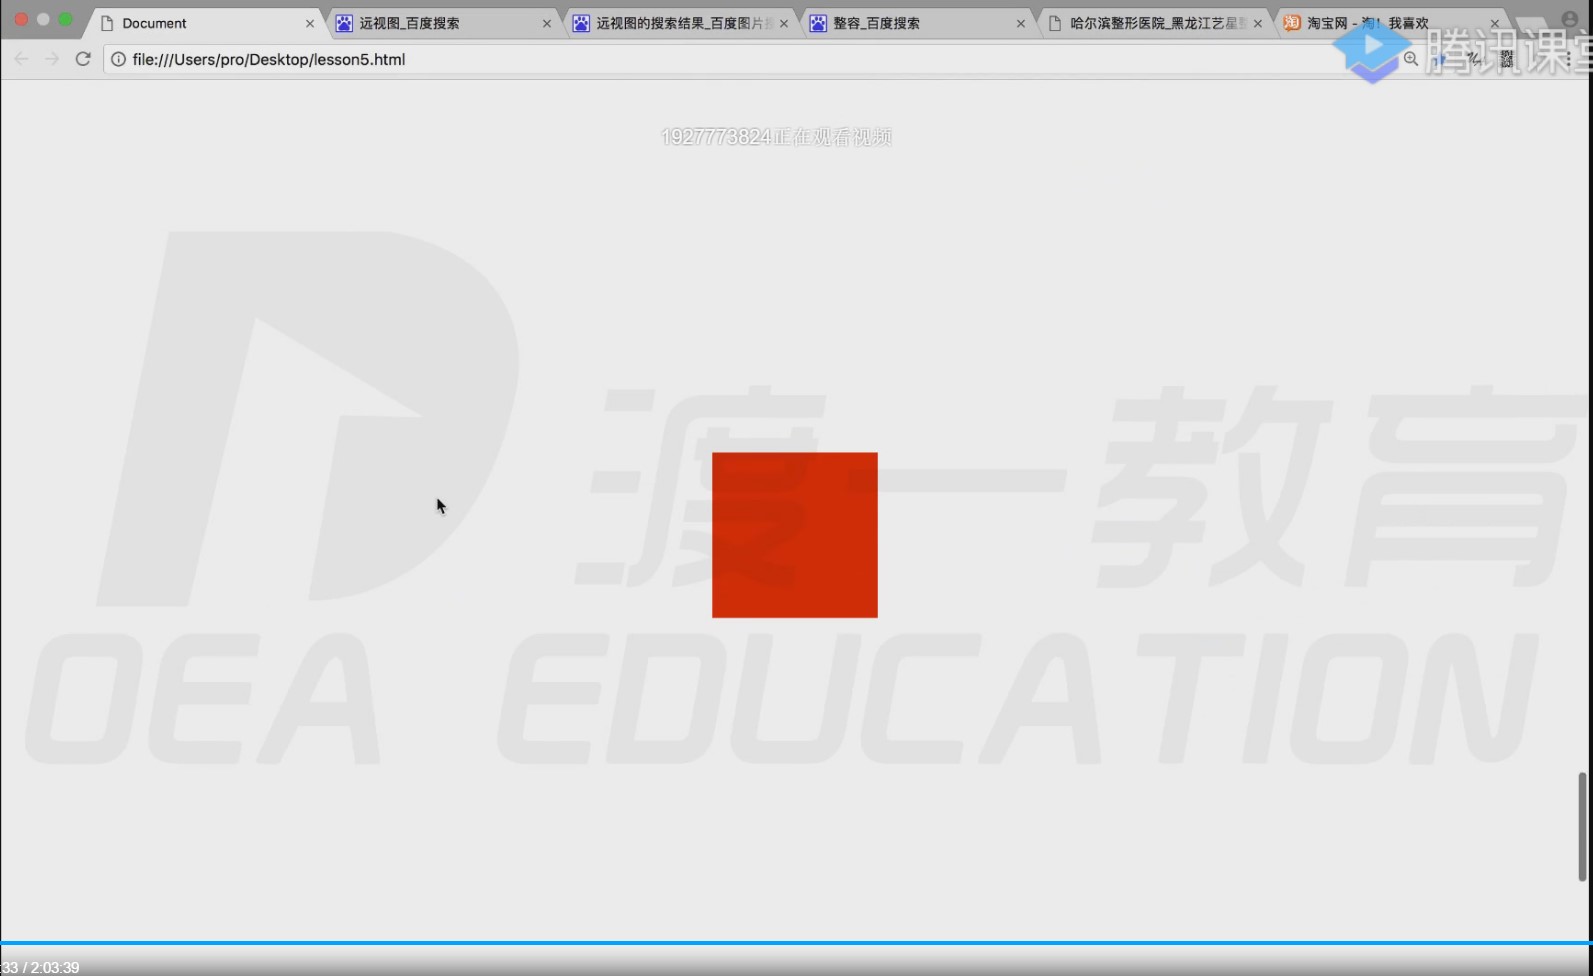 Document
远视图_百度搜索
远视图的搜索结果_百度图片
整容_百度搜索
哈尔滨整形医院_黑龙江艺星
淘宝网 - 淘！我喜欢
file:///Users/pro/Desktop/lesson5.html
腾讯课堂
1927773824正在观看视频
渡一教育
OEA EDUCATION
:33 / 2:03:39